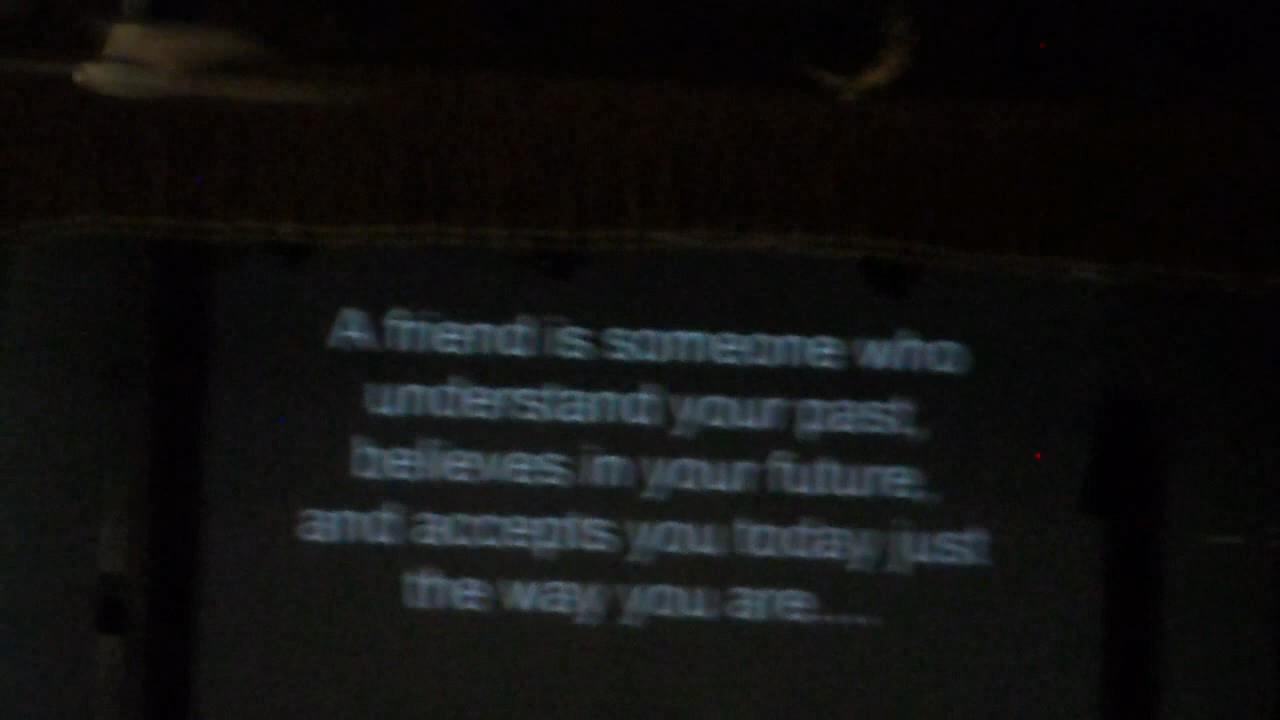 A friend is someone who
understand your past,
believes in your future,
and accepts you today just
the way you are....